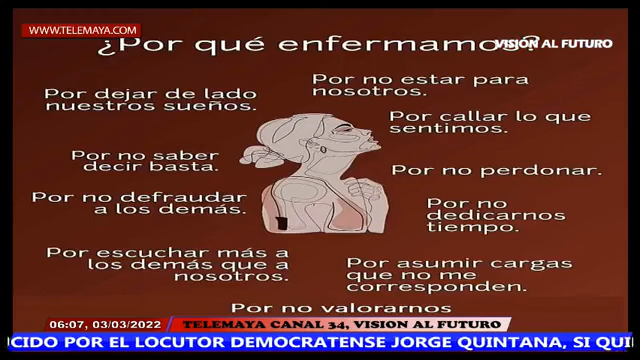 WWW.TELEMAYA.COM
¿Por qué enfermamos?
VISIÓN AL FUTURO
Por dejar de lado
nuestros sueños.
Por no estar para
nosotros.
Por callar lo que
sentimos.
Por no saber
decir basta.
Por no perdonar.
Por no defraudar
a los demás.
Por no
dedicarnos
tiempo.
Por escuchar más a
los demás que a
nosotros.
Por asumir cargas
que no me
corresponden.
Por no valorarnos
06:07, 03/03/2022
TELEMAYA CANAL 34, VISION AL FUTURO
OCIDO POR EL LOCUTOR DEMOCRATENSE JORGE QUINTANA, SI QUI